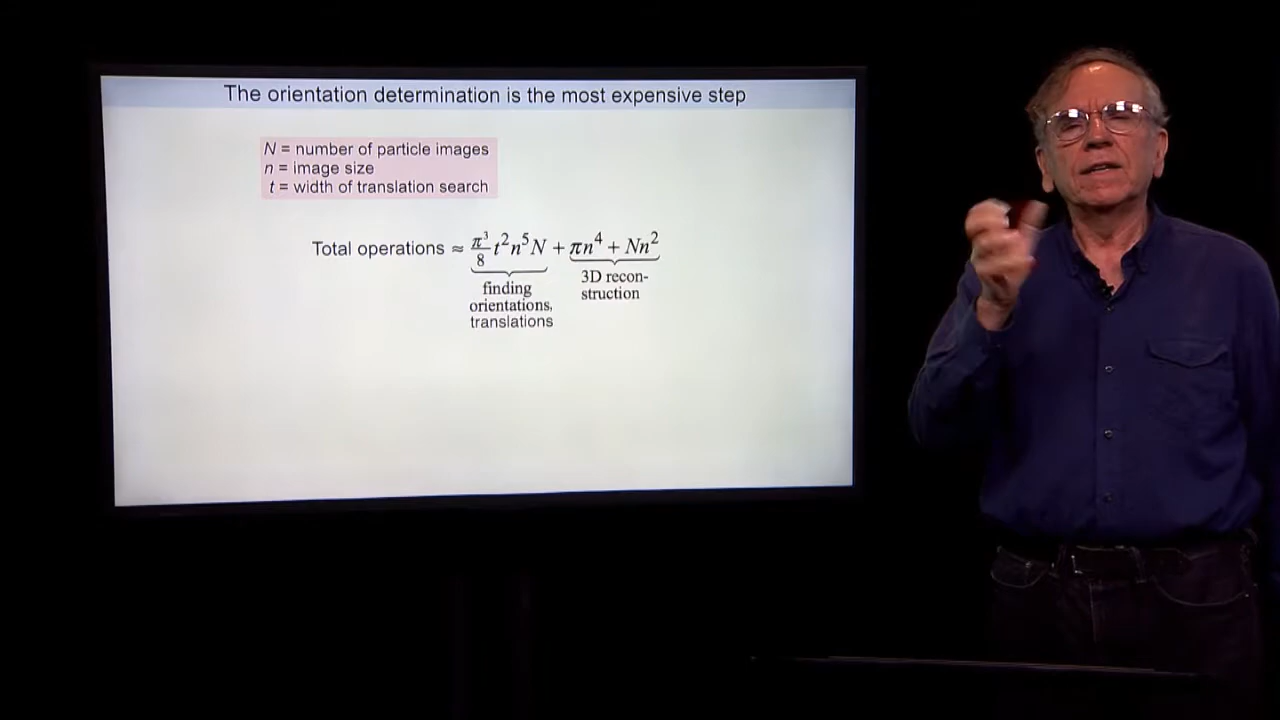 The orientation determination is the most expensive step
N = number of particle images
n = image size
t = width of translation search
Total operations ≈ π³/8 t²n⁵N + πn⁴ + Nn²
finding
orientations,
translations
3D recon-
struction